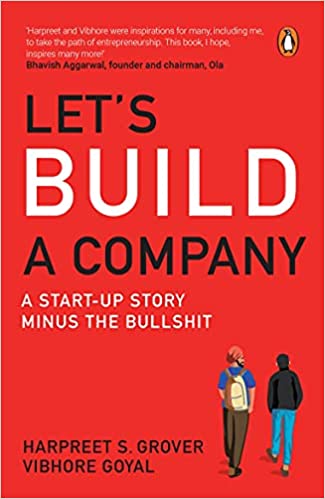 ‘Harpreet and Vibhore were inspirations for many, including me,
to take the path of entrepreneurship. This book, I hope,
inspires many more!’
Bhavish Aggarwal, founder and chairman, Ola
LET’S
BUILD
A COMPANY
A START-UP STORY
MINUS THE BULLSHIT
HARPREET S. GROVER
VIBHORE GOYAL